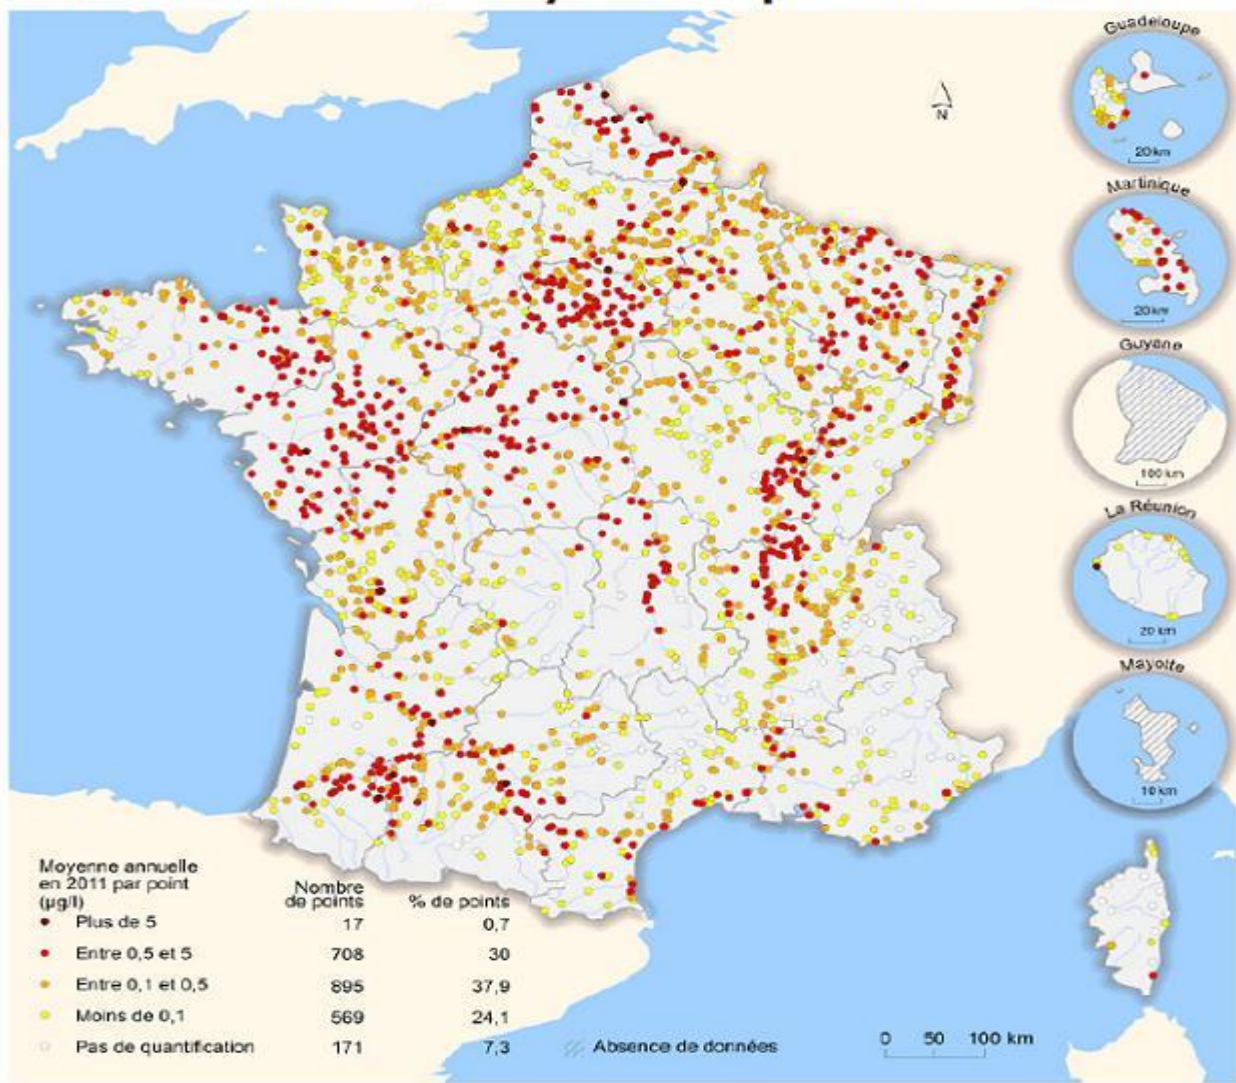 Guadeloupe
N
20 km
Martinique
20 km
Guyane
100 km
La Réunion
20 km
Mayotte
10 km
Moyenne annuelle
en 2011 par point
(µg/l)
Nombre
de points
% de points
Plus de 5 17 0,7
Entre 0,5 et 5 708 30
Entre 0,1 et 0,5 895 37,9
Moins de 0,1 569 24,1
Pas de quantification 171 7,3
Absence de données
0 50 100 km